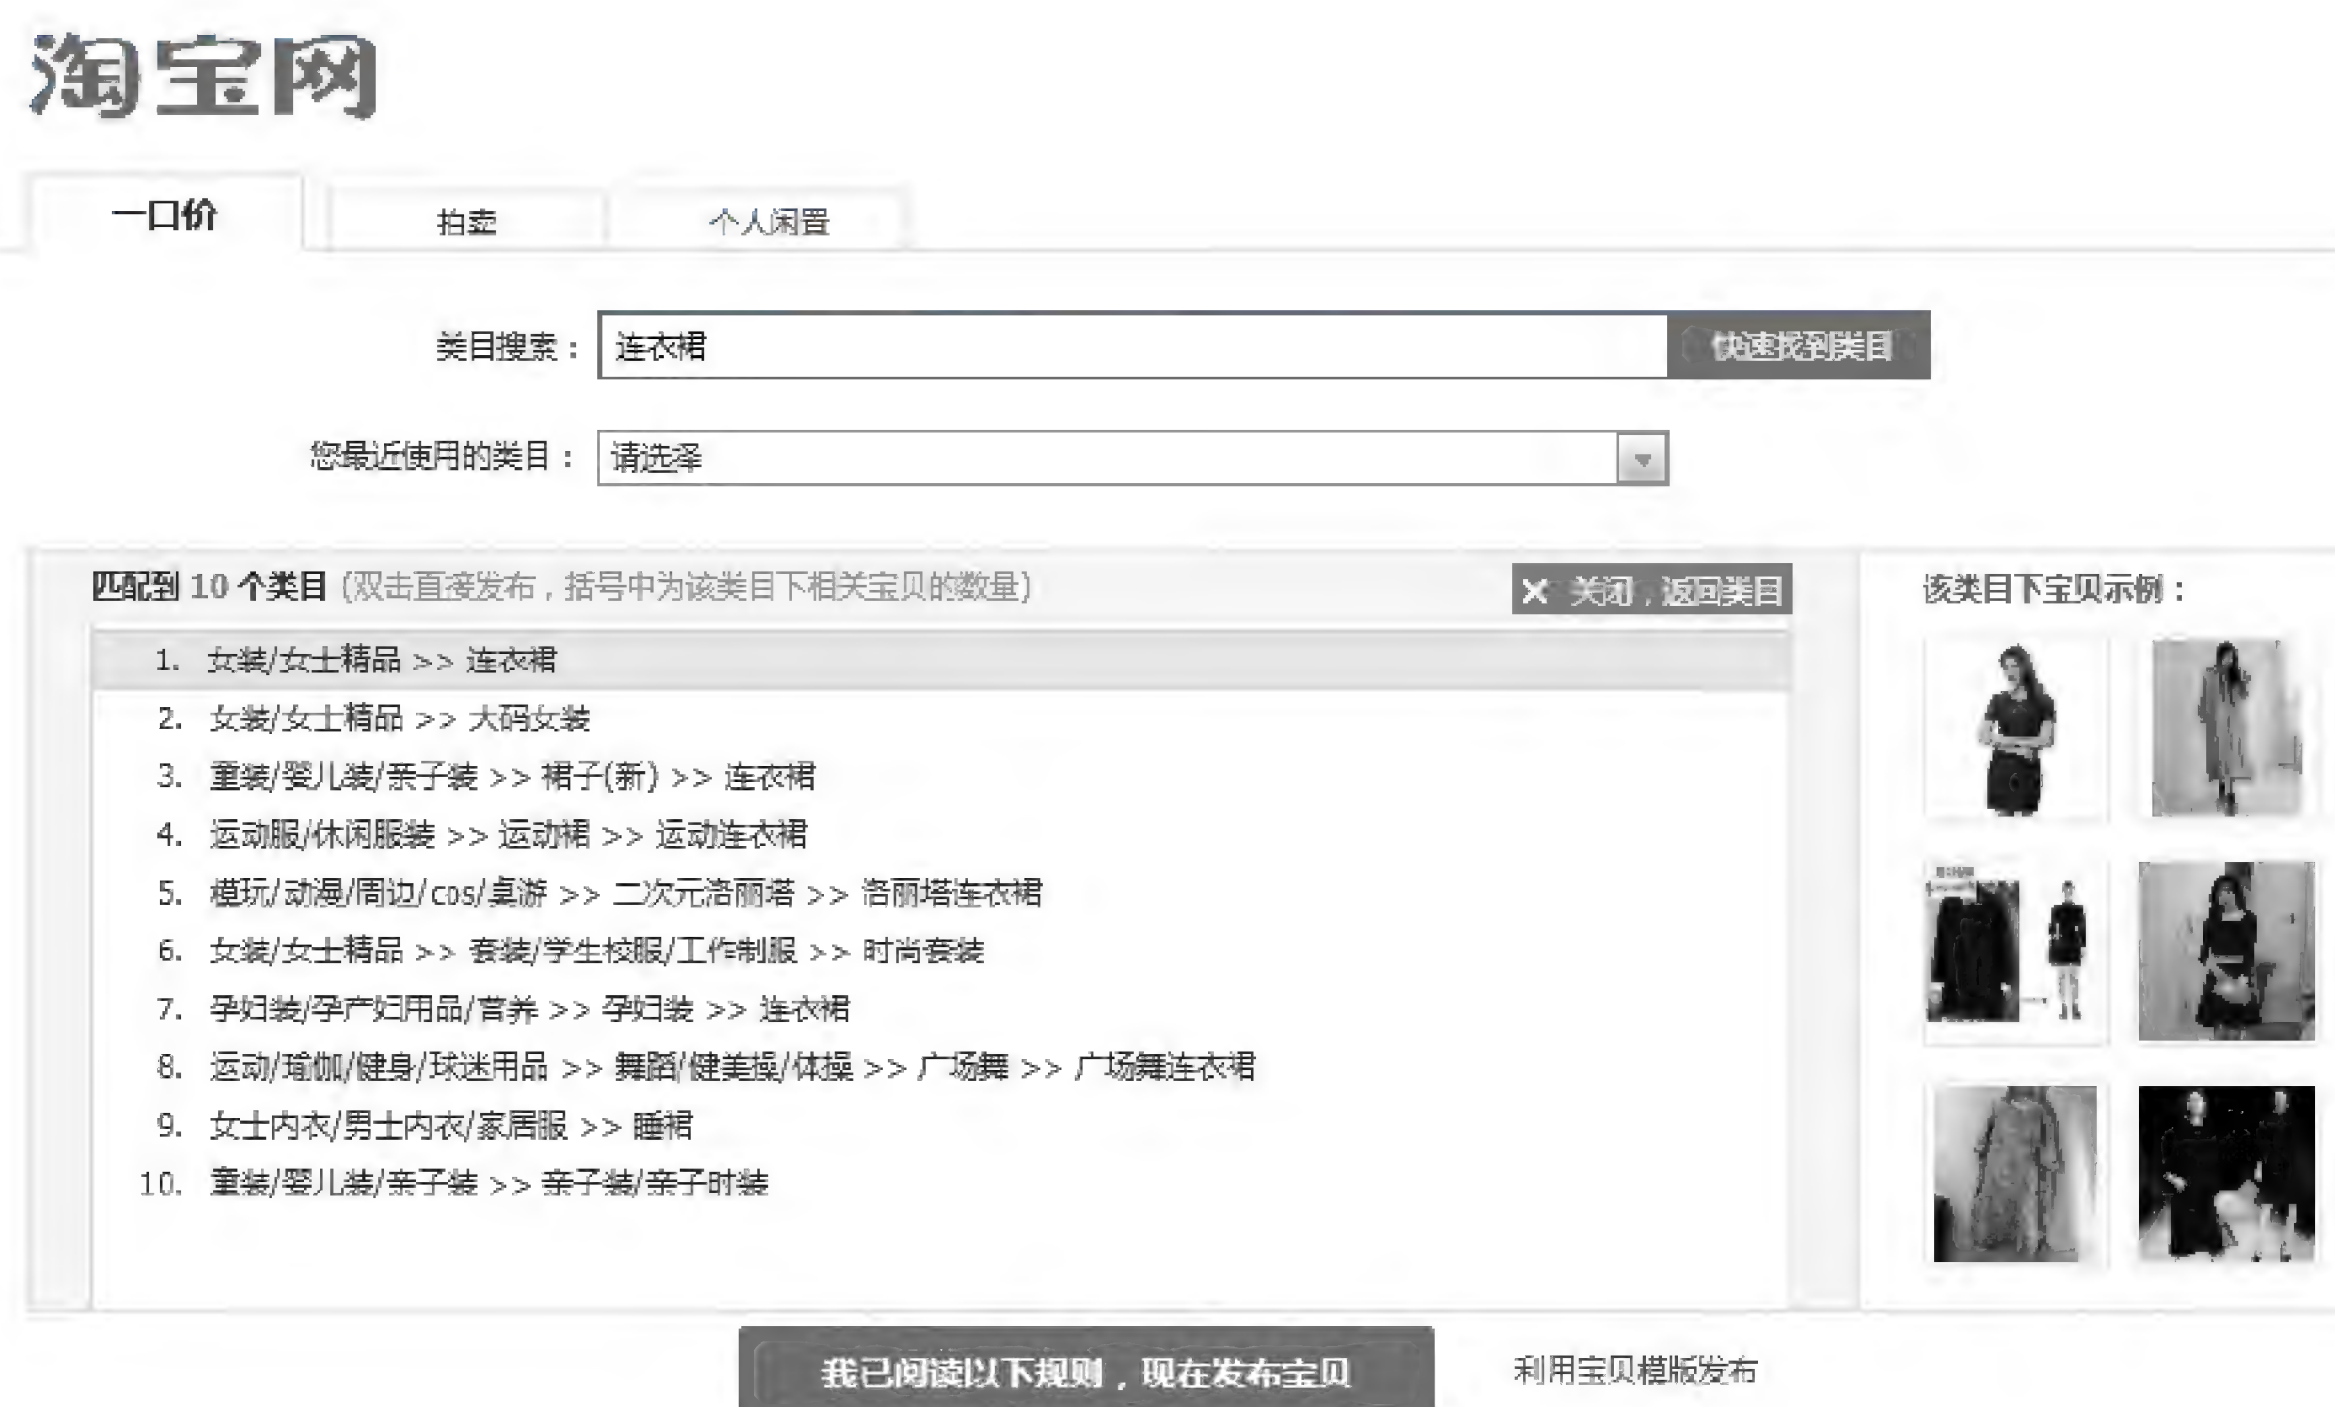 淘宝网
一口价
拍卖
个人闲置
类目搜索：
连衣裙
快速找到类目
您最近使用的类目：
请选择
匹配到 10 个类目 (双击直接发布，括号中为该类目下相关宝贝的数量)
× 关闭，返回类目
1. 女装/女士精品 >> 连衣裙
2. 女装/女士精品 >> 大码女装
3. 童装/婴儿装/亲子装 >> 裙子(新) >> 连衣裙
4. 运动服/休闲服装 >> 运动裙 >> 运动连衣裙
5. 模玩/动漫/周边/cos/桌游 >> 二次元洛丽塔 >> 洛丽塔连衣裙
6. 女装/女士精品 >> 套装/学生校服/工作制服 >> 时尚套装
7. 孕妇装/孕产妇用品/营养 >> 孕妇装 >> 连衣裙
8. 运动/瑜伽/健身/球迷用品 >> 舞蹈/健美操/体操 >> 广场舞 >> 广场舞连衣裙
9. 女士内衣/男士内衣/家居服 >> 睡裙
10. 童装/婴儿装/亲子装 >> 亲子装/亲子时装
该类目下宝贝示例：
我已阅读以下规则，现在发布宝贝
利用宝贝模版发布